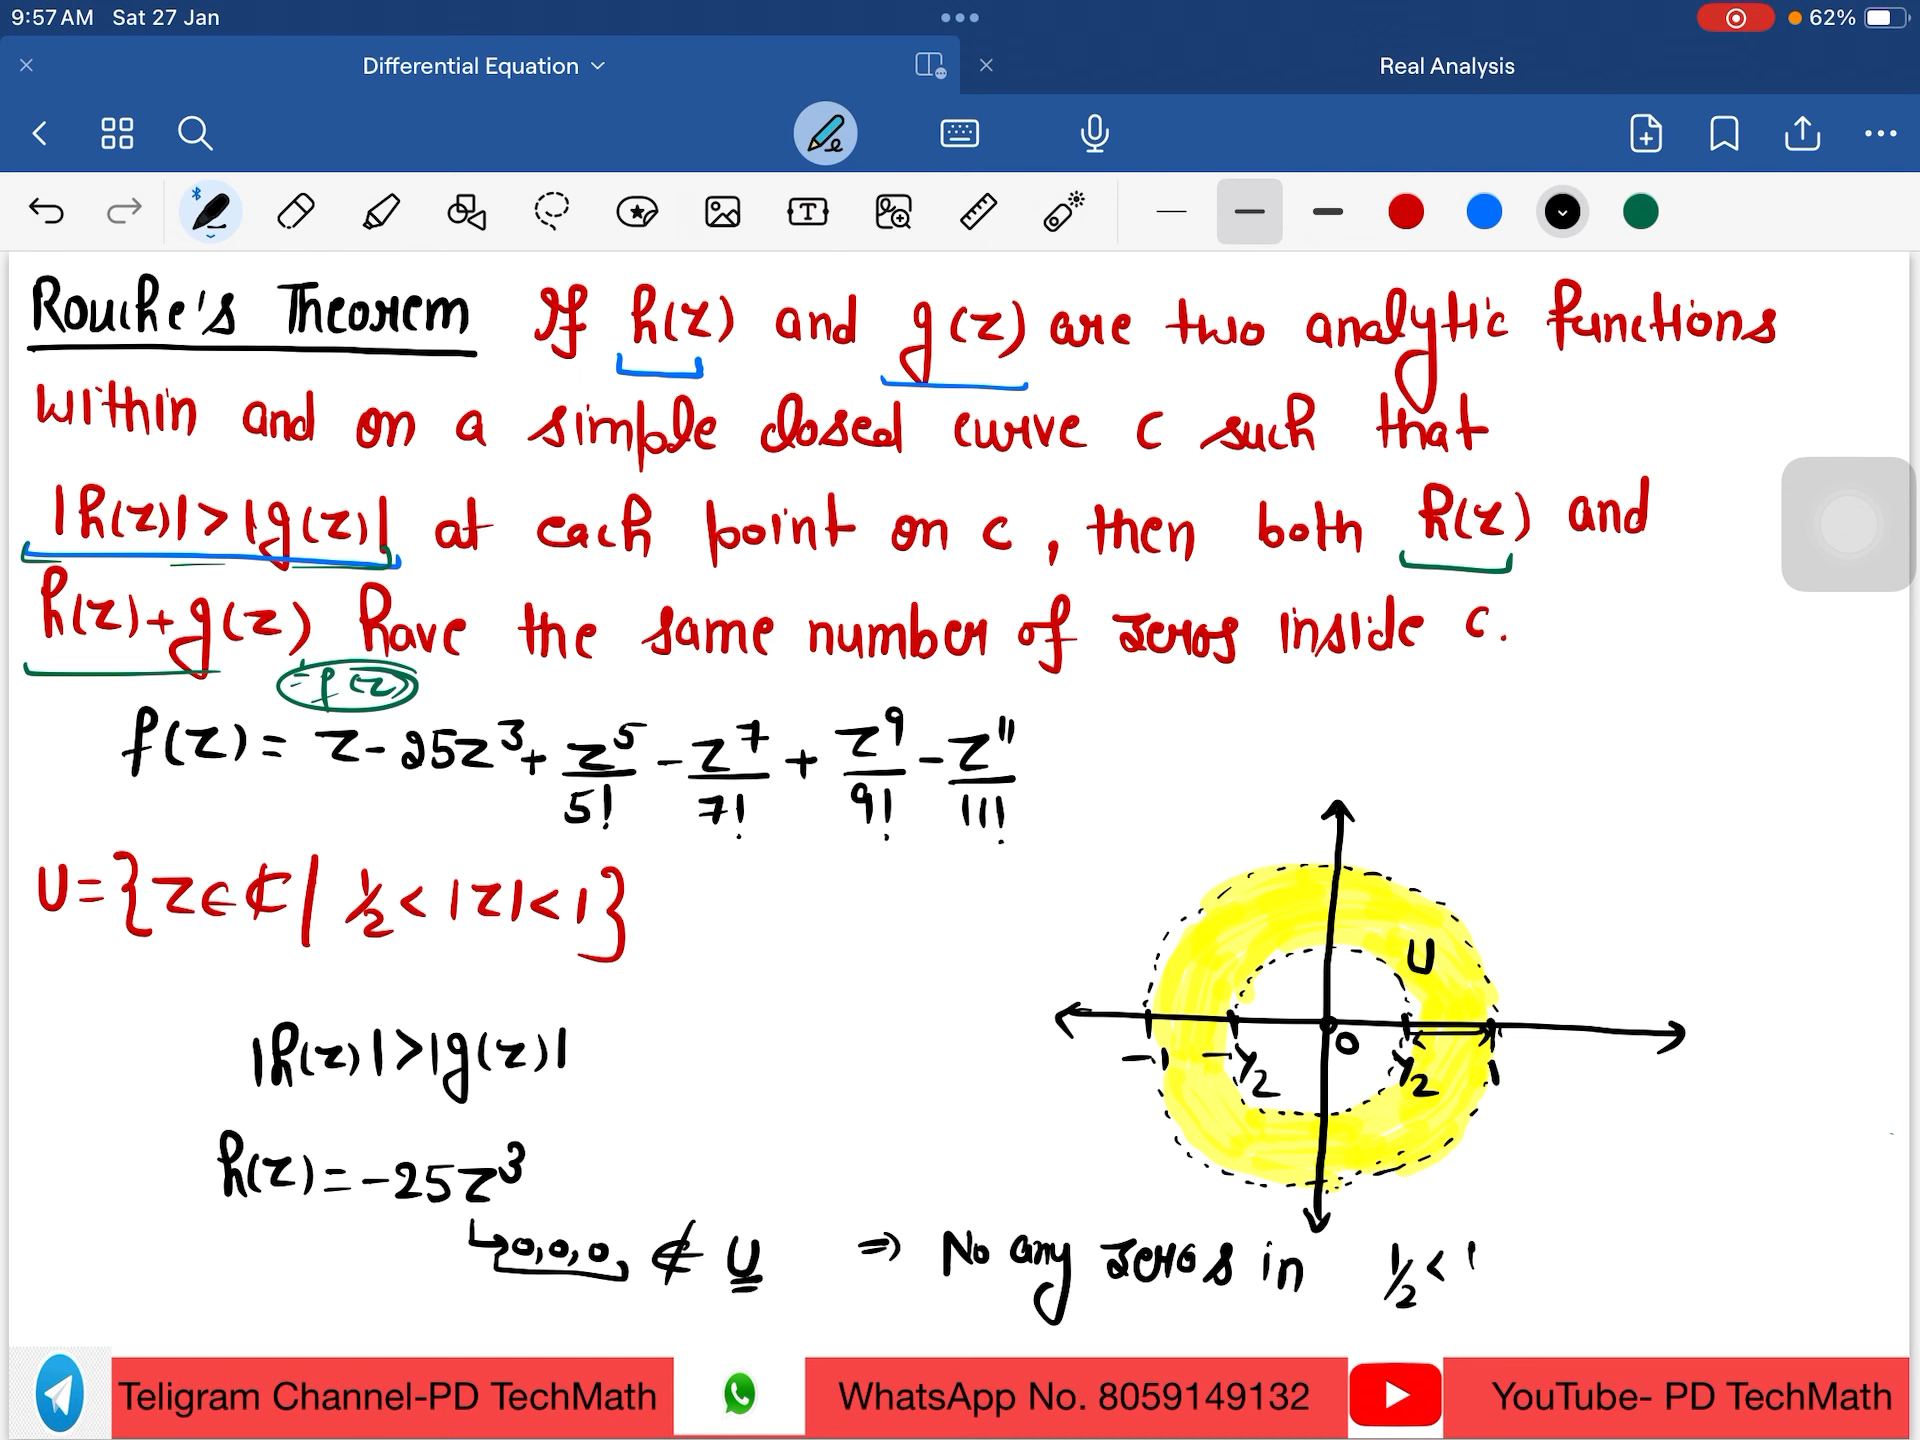 9:57 AM Sat 27 Jan
62%
Differential Equation
Real Analysis
Rouche's Theorem If h(z) and g(z) are two analytic functions
within and on a simple closed curve c such that
|h(z)|>|g(z)| at each point on c, then both h(z) and
h(z)+g(z) have the same number of zeros inside c.
=f(z)
f(z)= z-25z³+z⁵/5!-z⁷/7!+z⁹/9!-z¹¹/11!
U={z∈ℂ| 1/2<|z|<1}
U
-1 -1/2 0 1/2 1
|h(z)|>|g(z)|
h(z)=-25z³
↳0,0,0, ∉ U ⇒ No any zeros in 1/2<|
Teligram Channel-PD TechMath
WhatsApp No. 8059149132
YouTube- PD TechMath